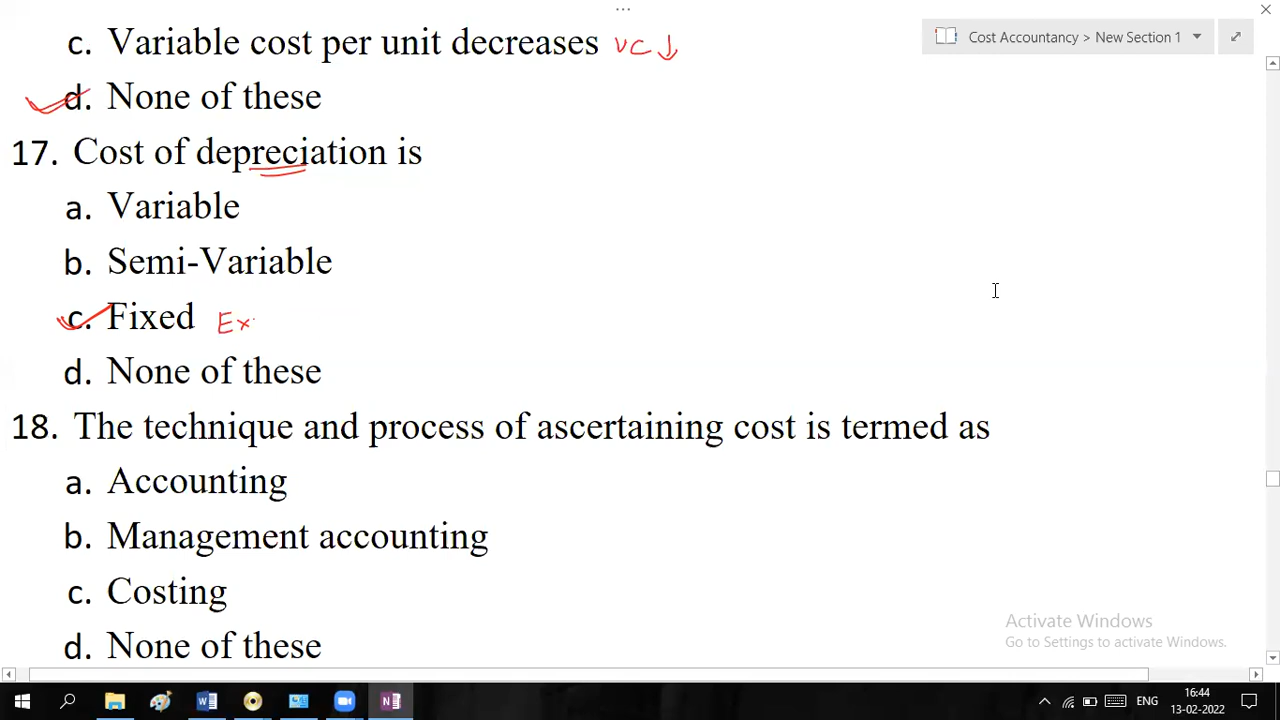 ...
c. Variable cost per unit decreases VC↓
Cost Accountancy > New Section 1
d. None of these
17. Cost of depreciation is
a. Variable
b. Semi-Variable
c. Fixed Ex
d. None of these
18. The technique and process of ascertaining cost is termed as
a. Accounting
b. Management accounting
c. Costing
d. None of these
Activate Windows
Go to Settings to activate Windows.
ENG
16:44
13-02-2022